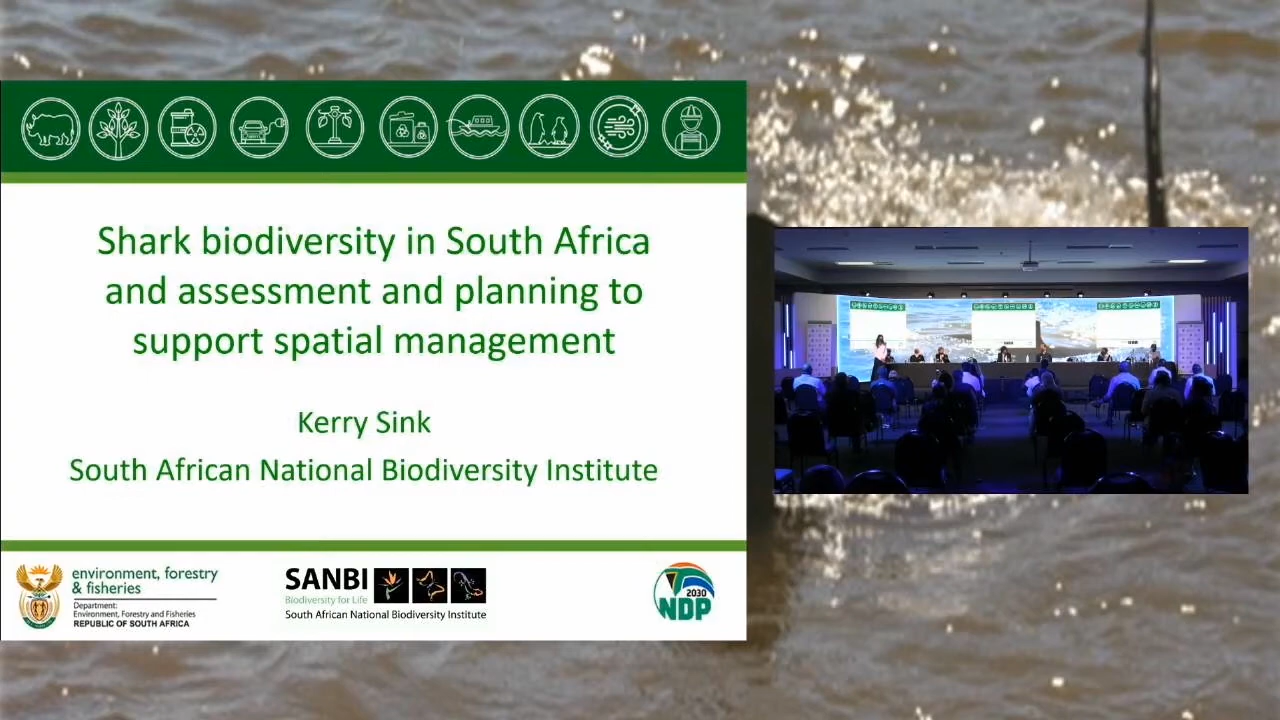 Shark biodiversity in South Africa
and assessment and planning to
support spatial management
Kerry Sink
South African National Biodiversity Institute
environment, forestry
& fisheries
Department:
Environment, Forestry and Fisheries
REPUBLIC OF SOUTH AFRICA
SANBI
Biodiversity for Life
South African National Biodiversity Institute
2030
NDP